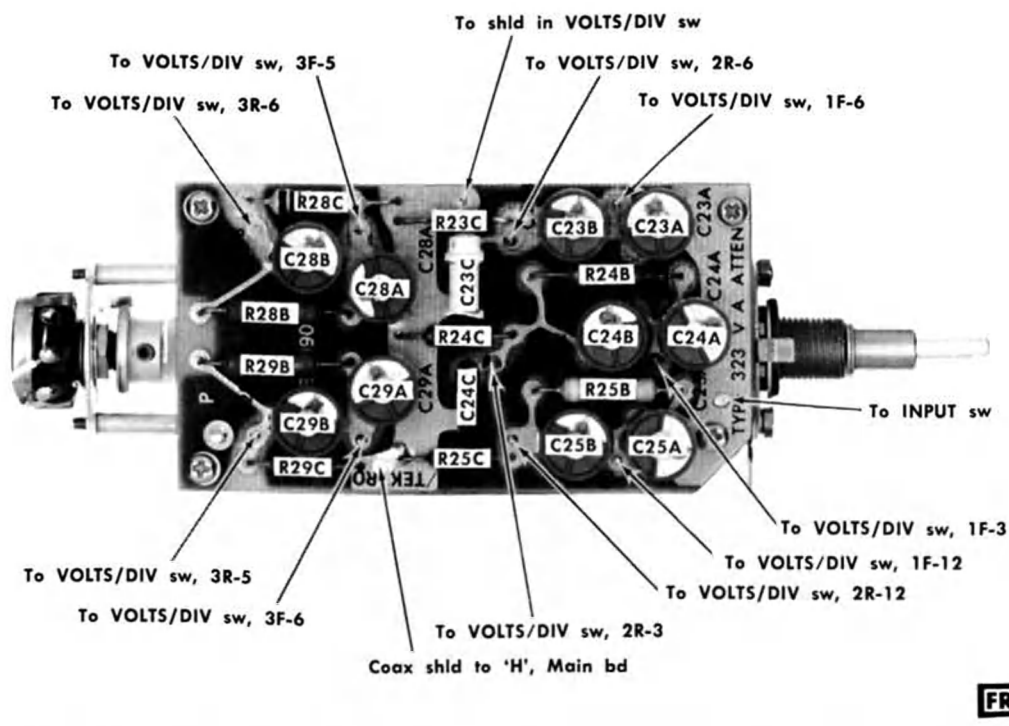 To shld in VOLTS/DIV sw
To VOLTS/DIV sw, 3F-5
To VOLTS/DIV sw, 2R-6
To VOLTS/DIV sw, 3R-6
To VOLTS/DIV sw, 1F-6
R28C
R23C
C23B
C23A
C23A
C28B
C28A
C28A
C23C
R24B
C24A
R28B
R24C
C24B
C24A
R29B
90
C29A
C29A
C24C
R25B
TYP 323 V A ATTEN
P
To INPUT sw
C29B
C25B
C25A
R29C
R25C
TEK RO
To VOLTS/DIV sw, 1F-3
To VOLTS/DIV sw, 1F-12
To VOLTS/DIV sw, 3R-5
To VOLTS/DIV sw, 2R-12
To VOLTS/DIV sw, 3F-6
To VOLTS/DIV sw, 2R-3
Coax shld to 'H', Main bd
FR